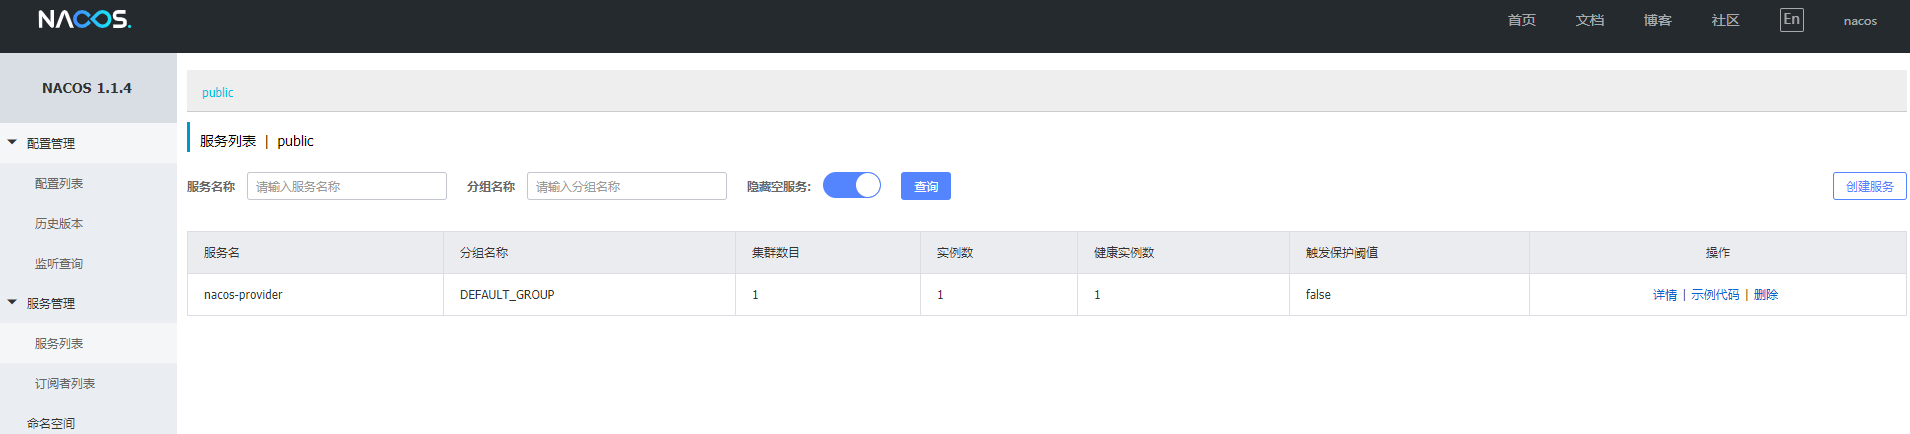 NACOS. 首页 文档 博客 社区 En nacos
NACOS 1.1.4
配置管理
配置列表
历史版本
监听查询
服务管理
服务列表
订阅者列表
命名空间
public
服务列表 | public
服务名称 请输入服务名称 分组名称 请输入分组名称 隐藏空服务: 查询 创建服务
服务名 分组名称 集群数目 实例数 健康实例数 触发保护阈值 操作
nacos-provider DEFAULT_GROUP 1 1 1 false 详情 | 示例代码 | 删除